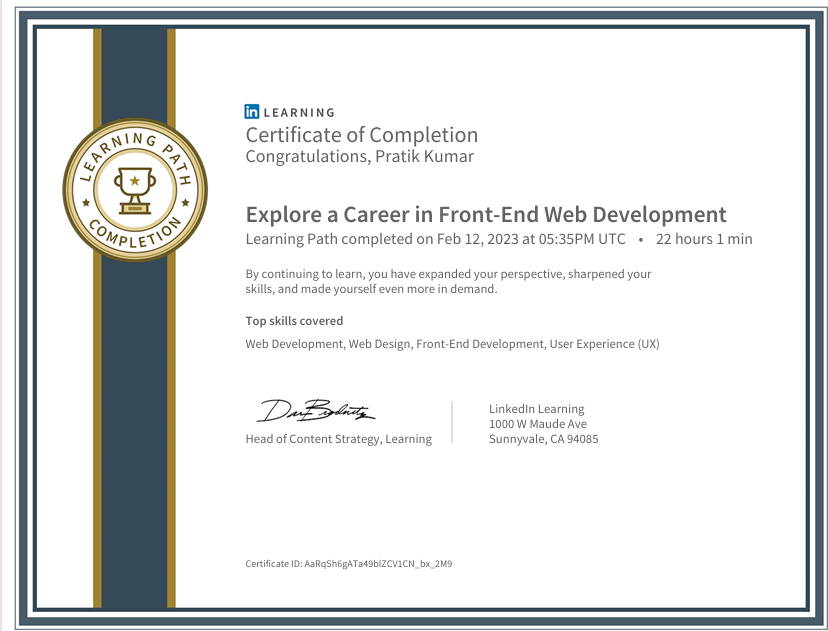 LEARNING PATH
COMPLETION
in LEARNING
Certificate of Completion
Congratulations, Pratik Kumar
Explore a Career in Front-End Web Development
Learning Path completed on Feb 12, 2023 at 05:35PM UTC • 22 hours 1 min
By continuing to learn, you have expanded your perspective, sharpened your
skills, and made yourself even more in demand.
Top skills covered
Web Development, Web Design, Front-End Development, User Experience (UX)
Head of Content Strategy, Learning
LinkedIn Learning
1000 W Maude Ave
Sunnyvale, CA 94085
Certificate ID: AaRqSh6gATa49blZCV1CN_bx_2M9